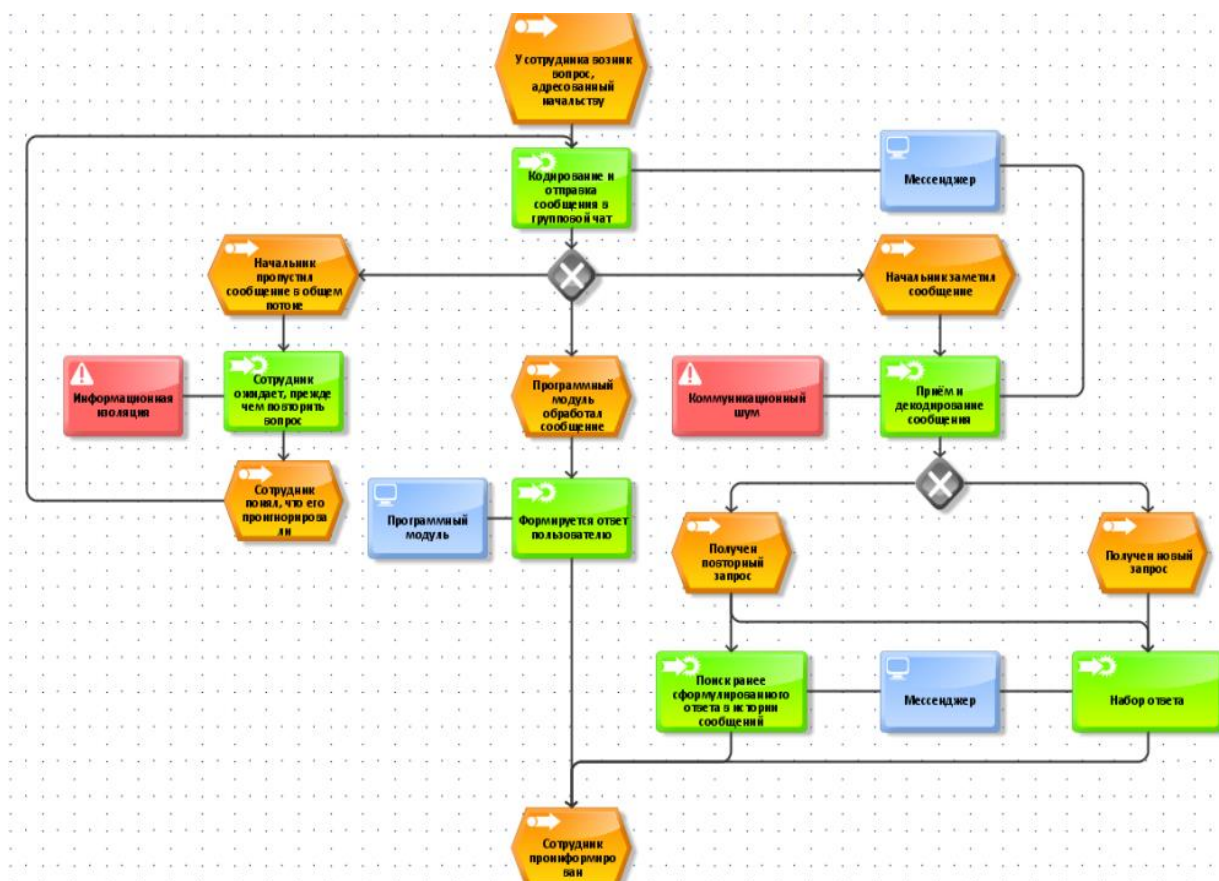 У сотрудника возник
вопрос,
адресованный
начальству
Кодирование и
отправка
сообщения в
групповой чат
Мессенджер
Начальник
пропустил
сообщение в общем
потоке
Начальник заметил
сообщение
Информационная
изоляция
Сотрудник
ожидает, прежде
чем повторить
вопрос
Программный
модуль
обработал
сообщение
Коммуникационный
шум
Приём и
декодирование
сообщения
Сотрудник
понял, что его
проигнорирова
ли
Программный
модуль
Формируется ответ
пользователю
Получен
повторный
запрос
Получен новый
запрос
Поиск ранее
сформулированного
ответа в истории
сообщений
Мессенджер
Набор ответа
Сотрудник
проинформиро
ван